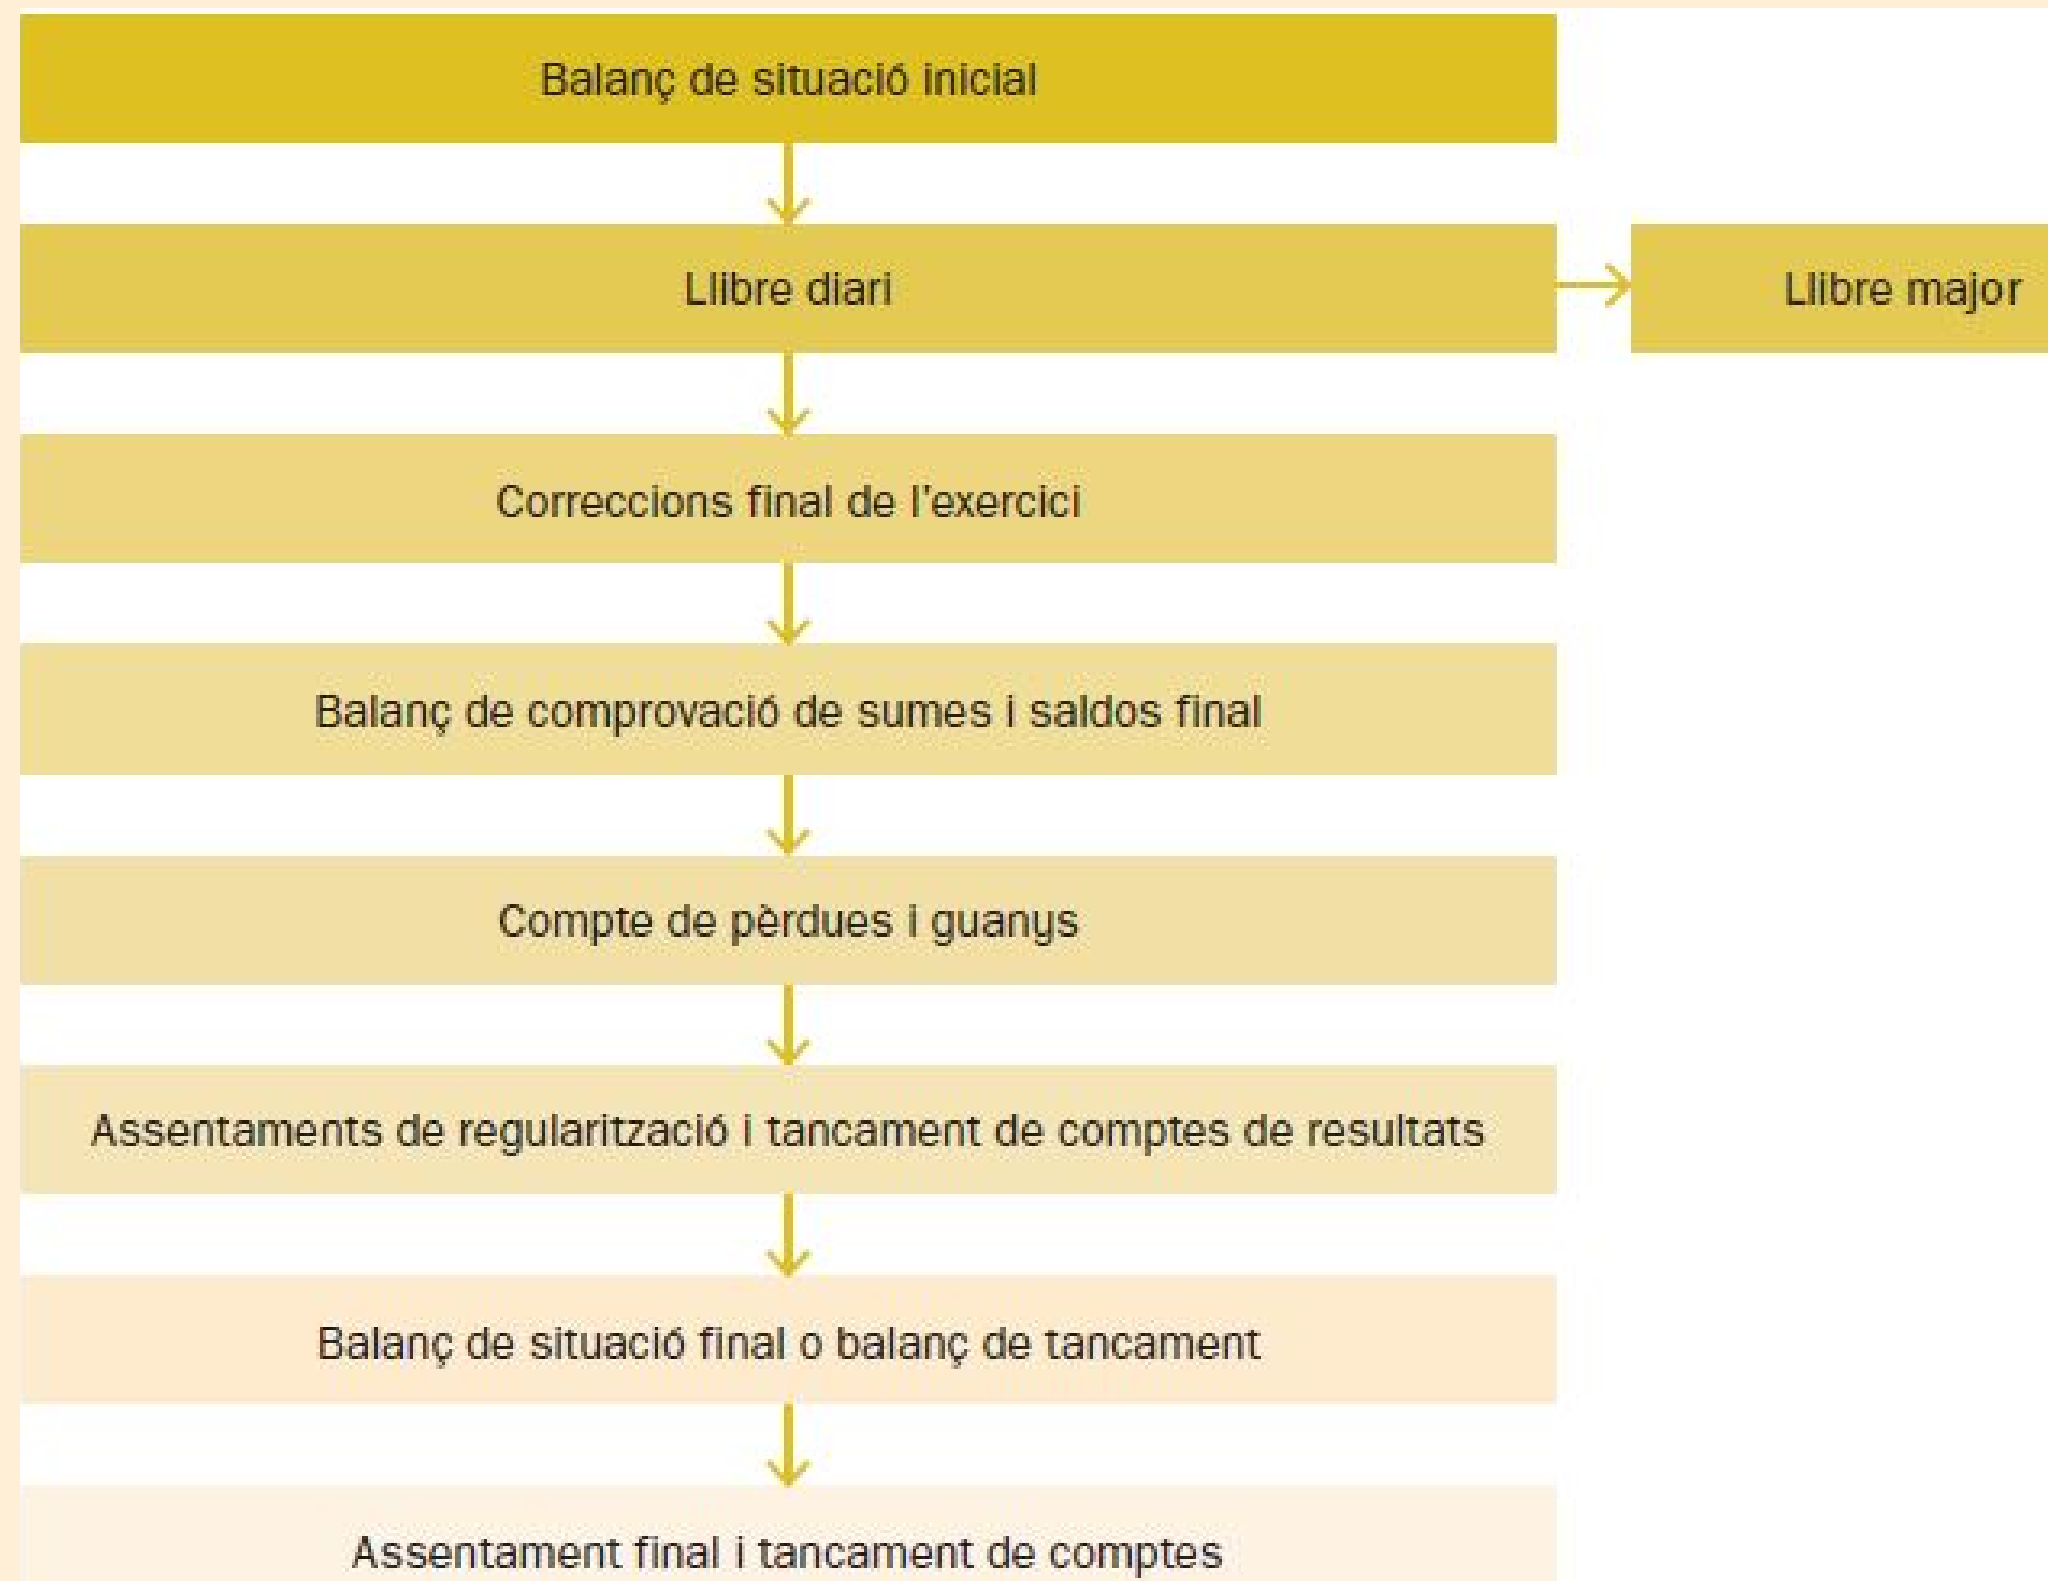 Balanç de situació inicial
Llibre diari
Llibre major
Correccions final de l'exercici
Balanç de comprovació de sumes i saldos final
Compte de pèrdues i guanys
Assentaments de regularització i tancament de comptes de resultats
Balanç de situació final o balanç de tancament
Assentament final i tancament de comptes